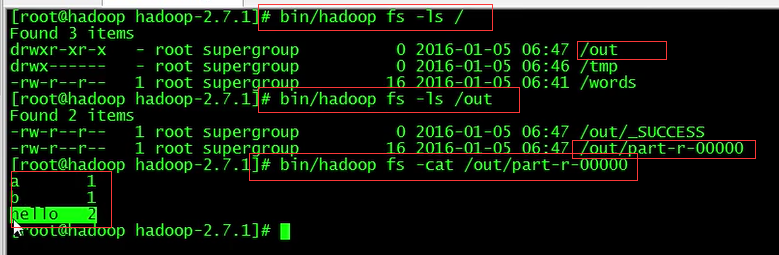 [root@hadoop hadoop-2.7.1]# bin/hadoop fs -ls /
Found 3 items
drwxr-xr-x   - root supergroup          0 2016-01-05 06:47 /out
drwx------   - root supergroup          0 2016-01-05 06:46 /tmp
-rw-r--r--   1 root supergroup         16 2016-01-05 06:41 /words
[root@hadoop hadoop-2.7.1]# bin/hadoop fs -ls /out
Found 2 items
-rw-r--r--   1 root supergroup          0 2016-01-05 06:47 /out/_SUCCESS
-rw-r--r--   1 root supergroup         16 2016-01-05 06:47 /out/part-r-00000
[root@hadoop hadoop-2.7.1]# bin/hadoop fs -cat /out/part-r-00000
a       1
b       1
hello   2
[root@hadoop hadoop-2.7.1]#